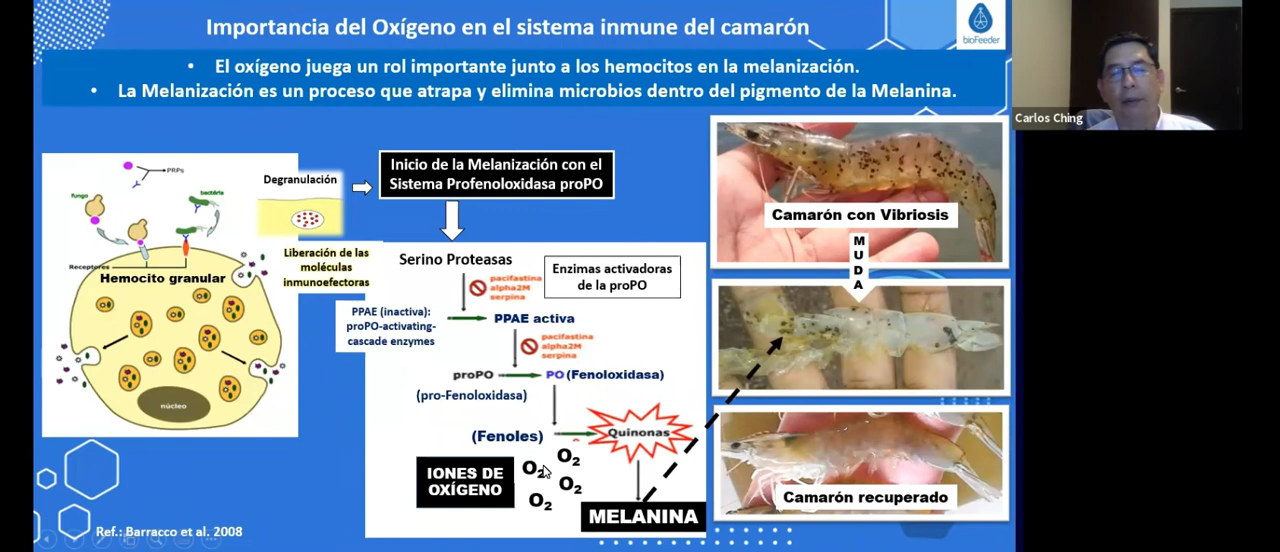 Importancia del Oxígeno en el sistema inmune del camarón
bioFeeder
• El oxígeno juega un rol importante junto a los hemocitos en la melanización.
• La Melanización es un proceso que atrapa y elimina microbios dentro del pigmento de la Melanina.
Carlos Ching
PRPs
fungo
bactéria
Receptores
Hemocito granular
núcleo
Degranulación
Liberación de las
moléculas
inmunoefectoras
Inicio de la Melanización con el
Sistema Profenoloxidasa proPO
Serino Proteasas
pacifastina
alpha2M
serpina
Enzimas activadoras
de la proPO
PPAE (inactiva):
proPO-activating-
cascade enzymes
PPAE activa
pacifastina
alpha2M
serpina
proPO
PO (Fenoloxidasa)
(pro-Fenoloxidasa)
(Fenoles)
Quinonas
IONES DE
OXÍGENO
O2
O2
O2
O2
MELANINA
Camarón con Vibriosis
M
U
D
A
Camarón recuperado
Ref.: Barracco et al. 2008